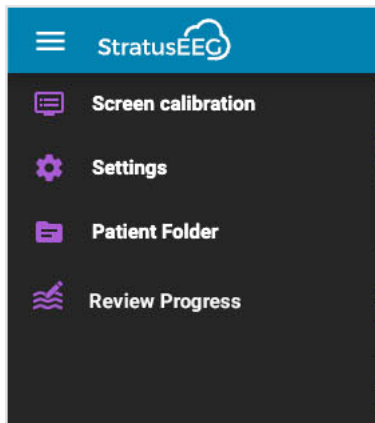 StratusEEG
Screen calibration
Settings
Patient Folder
Review Progress